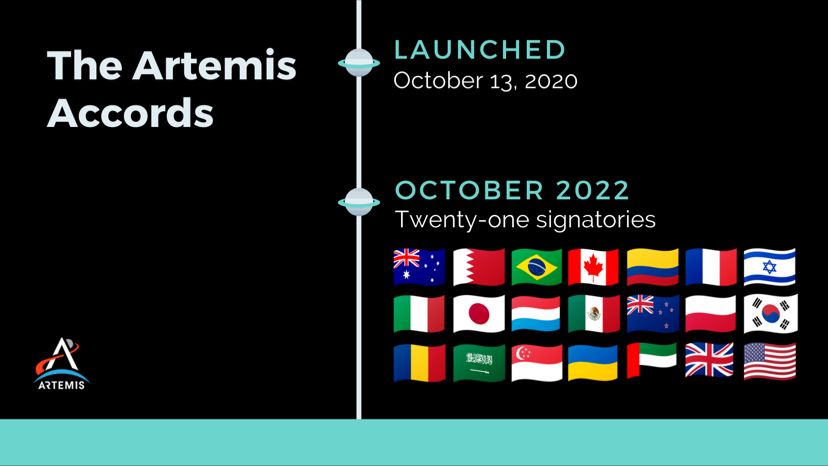 The Artemis
Accords
LAUNCHED
October 13, 2020
OCTOBER 2022
Twenty-one signatories
ARTEMIS